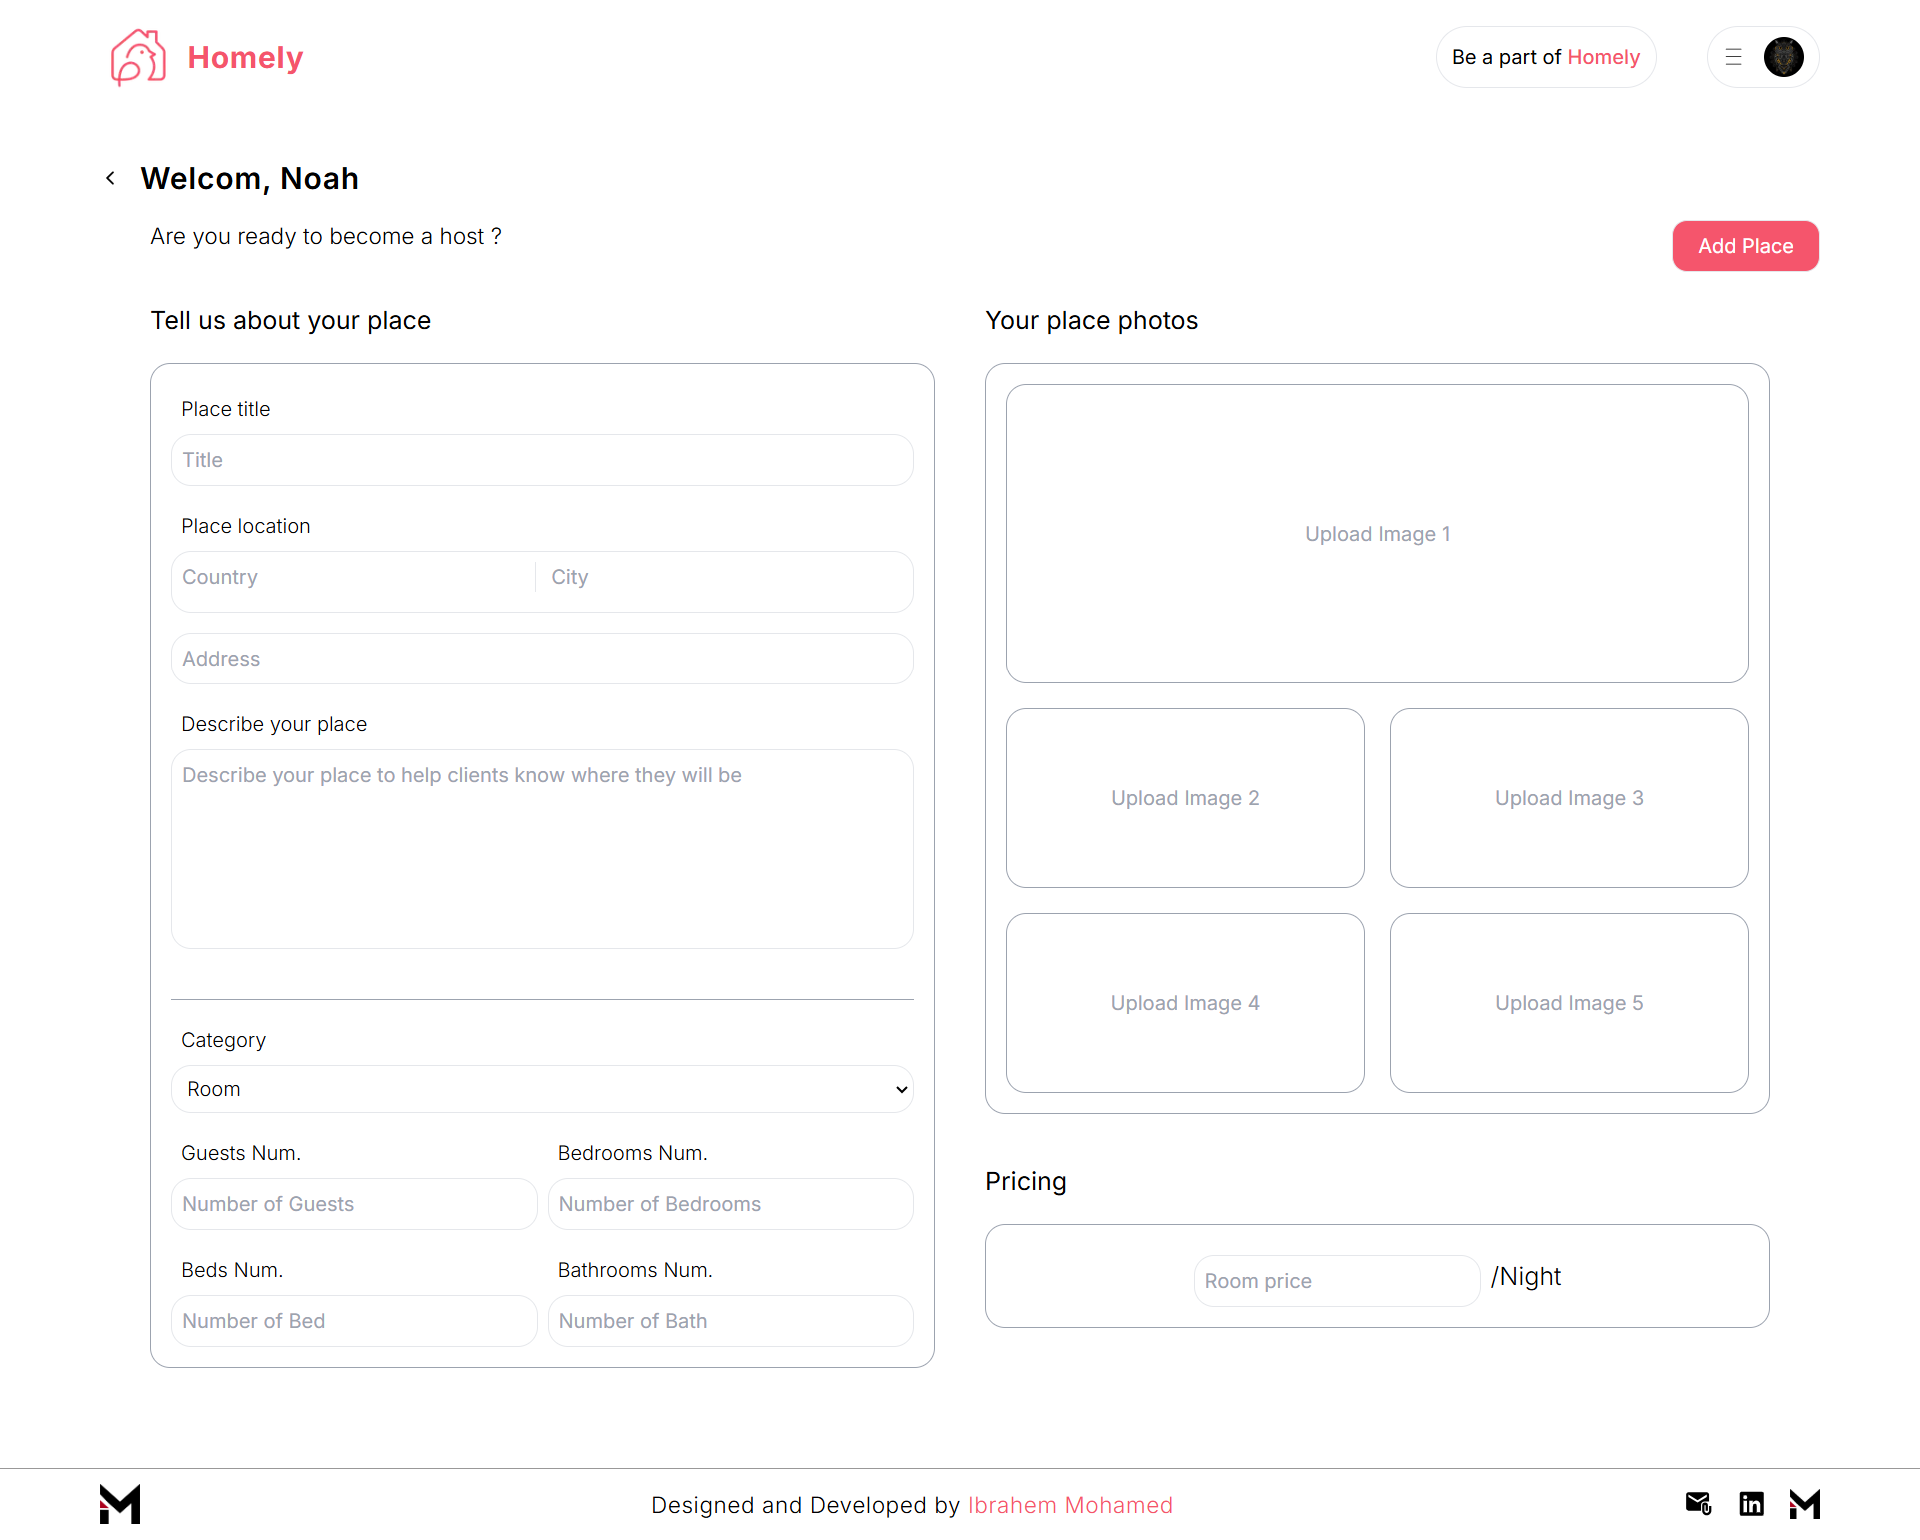 Homely
Be a part of Homely
Welcom, Noah
Are you ready to become a host ?
Add Place
Tell us about your place
Place title
Title
Place location
Country
City
Address
Describe your place
Describe your place to help clients know where they will be
Category
Room
Guests Num.
Bedrooms Num.
Number of Guests
Number of Bedrooms
Beds Num.
Bathrooms Num.
Number of Bed
Number of Bath
Your place photos
Upload Image 1
Upload Image 2
Upload Image 3
Upload Image 4
Upload Image 5
Pricing
Room price
/Night
Designed and Developed by Ibrahem Mohamed